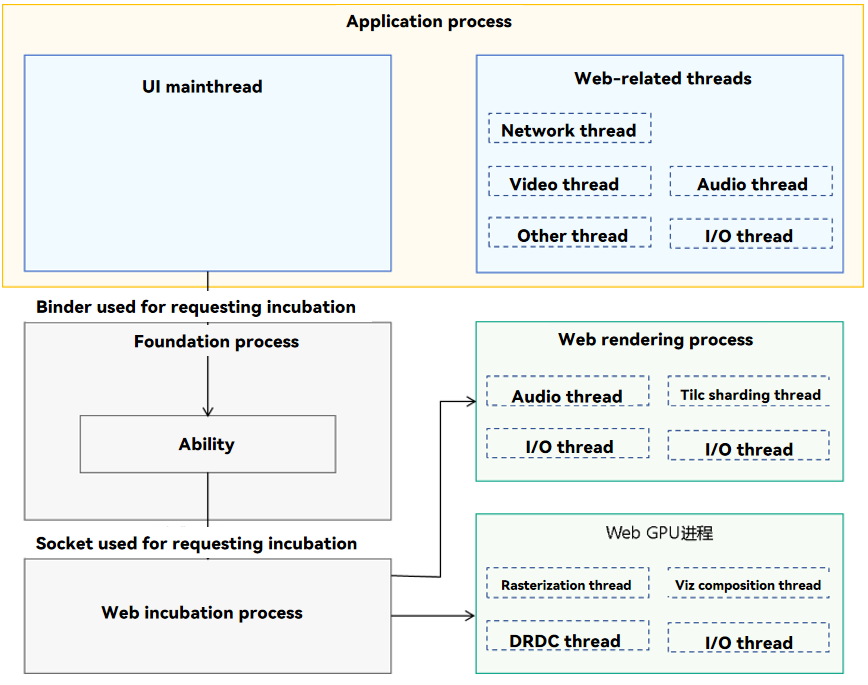 Application process
UI mainthread
Web-related threads
Network thread
Video thread
Audio thread
Other thread
I/O thread
Binder used for requesting incubation
Foundation process
Ability
Socket used for requesting incubation
Web incubation process
Web rendering process
Audio thread
Tilc sharding thread
I/O thread
I/O thread
Web GPU进程
Rasterization thread
Viz composition thread
DRDC thread
I/O thread